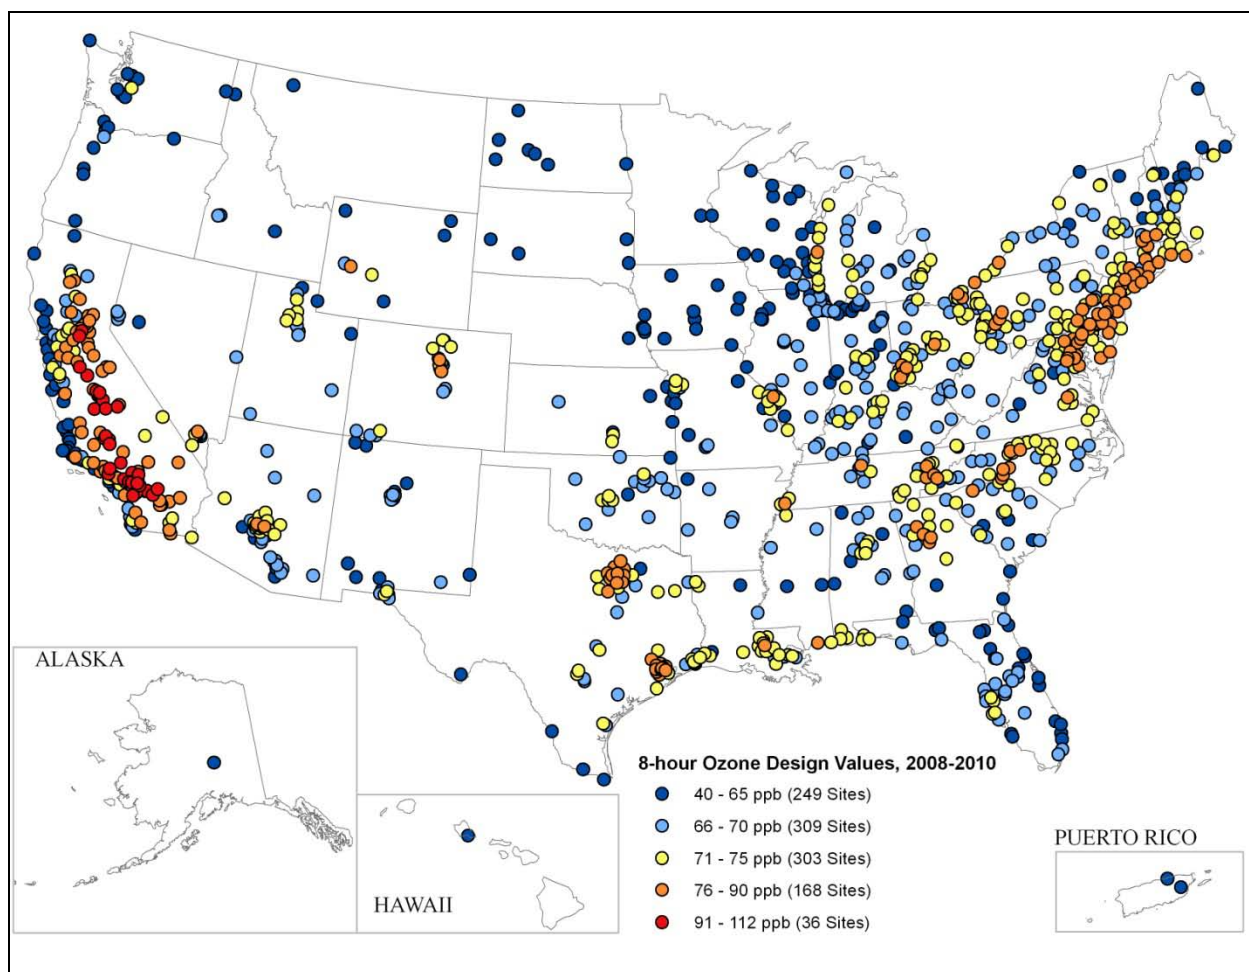 ALASKA
HAWAII
8-hour Ozone Design Values, 2008-2010
40 - 65 ppb (249 Sites)
66 - 70 ppb (309 Sites)
71 - 75 ppb (303 Sites)
76 - 90 ppb (168 Sites)
91 - 112 ppb (36 Sites)
PUERTO RICO